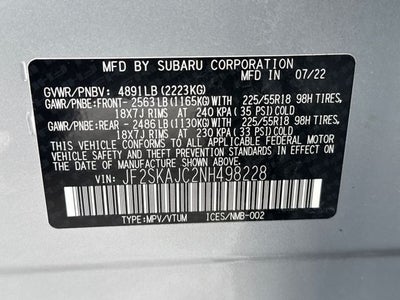 MFD. BY SUBARU CORPORATION
GVWR/PNBV: 4891LB (2223KG) MADE IN 07/22
GAWR/PNBE:FRONT- 2563LB (1165KG)WITH 225/55R18 98H TIRES,
18X7J RIMS AT 240 KPA ( 35 PSI) COLD
GAWR/PNBE:REAR - 2486LB (1130KG)WITH 225/55R18 98H TIRES,
18X7J RIMS AT 230 KPA ( 33 PSI) COLD
THIS VEHICLE CONFORMS TO ALL APPLICABLE FEDERAL MOTOR
VEHICLE SAFETY AND THEFT PREVENTION STANDARDS IN EFFECT
ON THE DATE OF MANUFACTURE SHOWN ABOVE.
VIN: JF2SKAJC2NH498228
TYPE:MPV/VTUM ICES/NMB-002